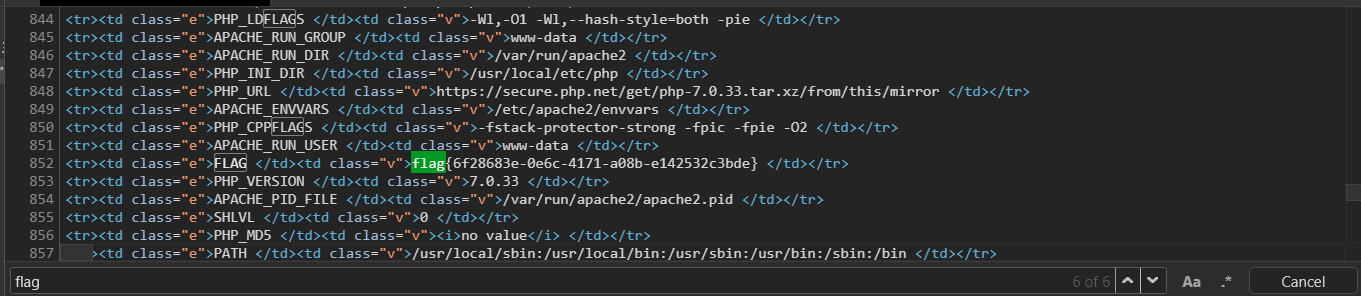 844 <tr><td class="e">PHP_LDFLAGS </td><td class="v">-Wl,-O1 -Wl,--hash-style=both -pie </td></tr>
845 <tr><td class="e">APACHE_RUN_GROUP </td><td class="v">www-data </td></tr>
846 <tr><td class="e">APACHE_RUN_DIR </td><td class="v">/var/run/apache2 </td></tr>
847 <tr><td class="e">PHP_INI_DIR </td><td class="v">/usr/local/etc/php </td></tr>
848 <tr><td class="e">PHP_URL </td><td class="v">https://secure.php.net/get/php-7.0.33.tar.xz/from/this/mirror </td></tr>
849 <tr><td class="e">APACHE_ENVVARS </td><td class="v">/etc/apache2/envvars </td></tr>
850 <tr><td class="e">PHP_CPPFLAGS </td><td class="v">-fstack-protector-strong -fpic -fpie -O2 </td></tr>
851 <tr><td class="e">APACHE_RUN_USER </td><td class="v">www-data </td></tr>
852 <tr><td class="e">FLAG </td><td class="v">flag{6f28683e-0e6c-4171-a08b-e142532c3bde} </td></tr>
853 <tr><td class="e">PHP_VERSION </td><td class="v">7.0.33 </td></tr>
854 <tr><td class="e">APACHE_PID_FILE </td><td class="v">/var/run/apache2/apache2.pid </td></tr>
855 <tr><td class="e">SHLVL </td><td class="v">0 </td></tr>
856 <tr><td class="e">PHP_MD5 </td><td class="v"><i>no value</i> </td></tr>
857 ><td class="e">PATH </td><td class="v">/usr/local/sbin:/usr/local/bin:/usr/sbin:/usr/bin:/sbin:/bin </td></tr>
flag 6 of 6 Aa .* Cancel